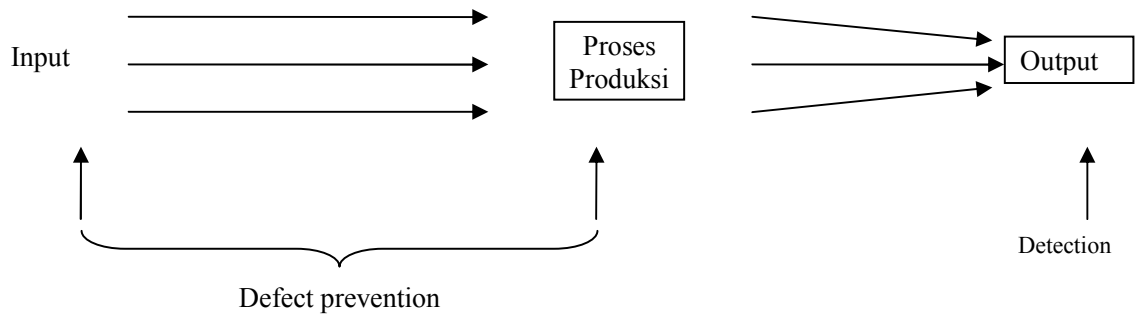 Input
Proses
Produksi
Output
Detection
Defect prevention